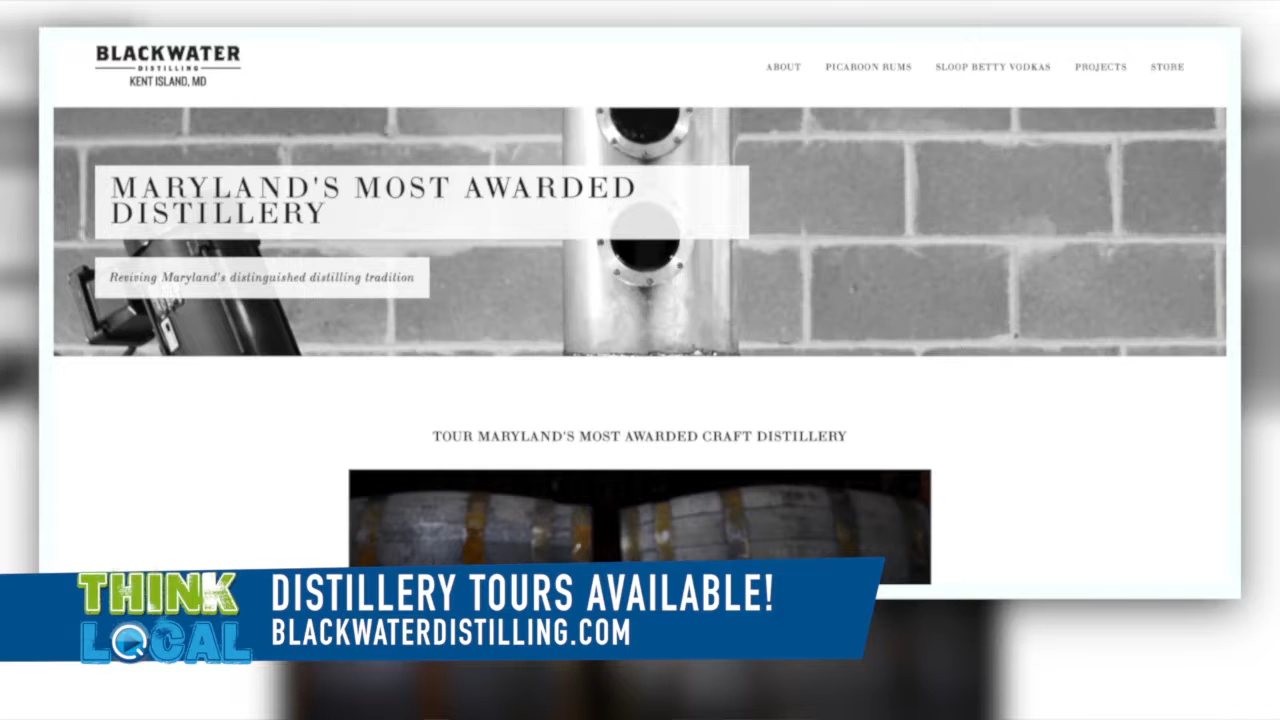 BLACKWATER
DISTILLING
KENT ISLAND, MD
ABOUT PICAROON RUMS SLOOP BETTY VODKAS PROJECTS STORE
MARYLAND'S MOST AWARDED
DISTILLERY
Reviving Maryland's distinguished distilling tradition
TOUR MARYLAND'S MOST AWARDED CRAFT DISTILLERY
THINK
LOCAL
DISTILLERY TOURS AVAILABLE!
BLACKWATERDISTILLING.COM